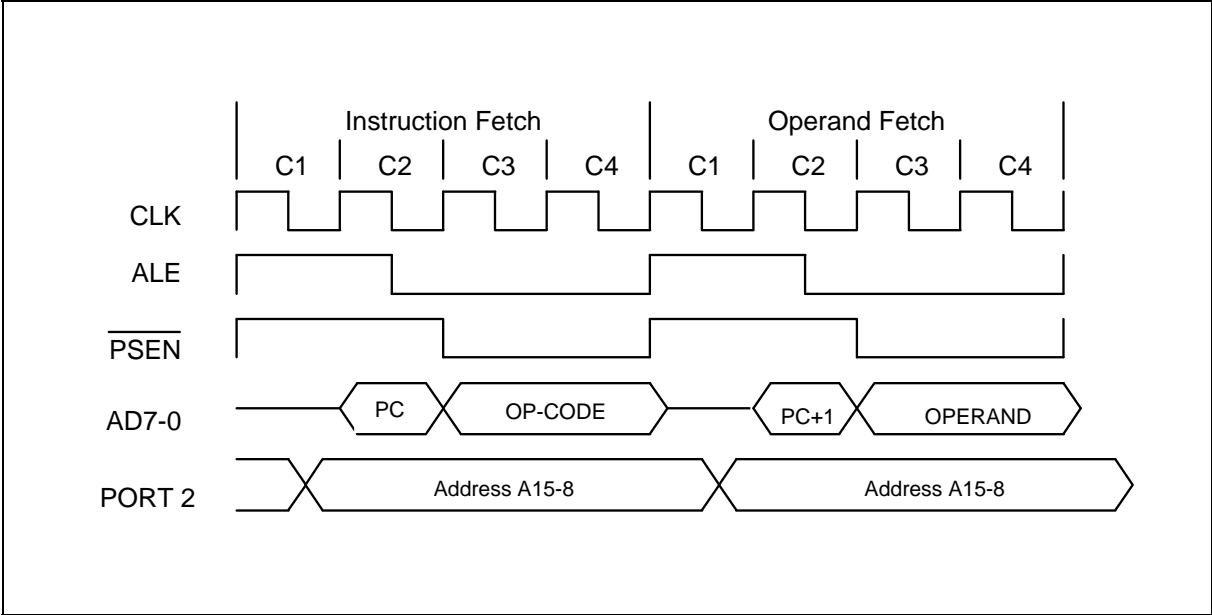 Instruction Fetch Operand Fetch
C1 C2 C3 C4 C1 C2 C3 C4
CLK
ALE
PSEN
AD7-0 PC OP-CODE PC+1 OPERAND
PORT 2 Address A15-8 Address A15-8